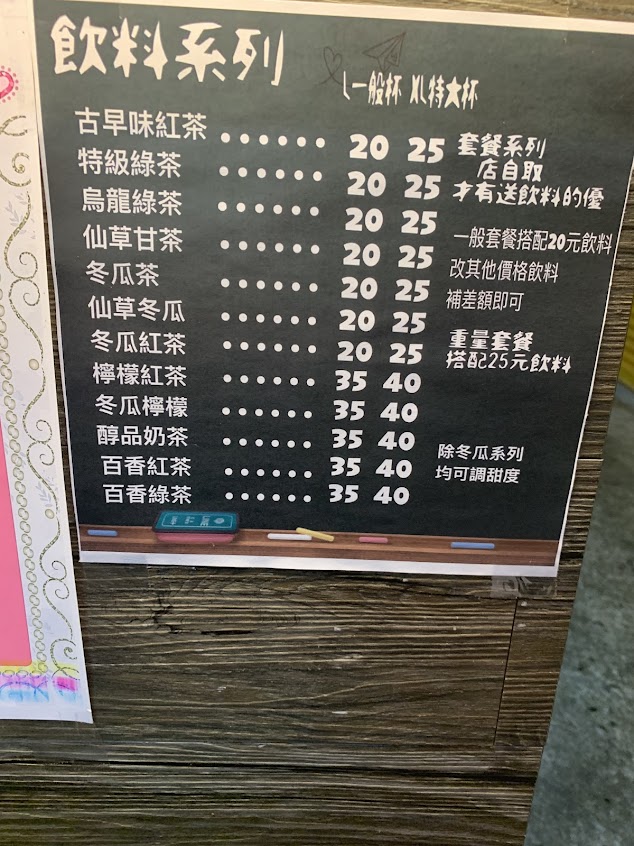 飲料系列
L一般杯 XL特大杯
古早味紅茶 ...... 20 25
特級綠茶 ...... 20 25
烏龍綠茶 ...... 20 25
仙草甘茶 ...... 20 25
冬瓜茶 ...... 20 25
仙草冬瓜 ...... 20 25
冬瓜紅茶 ...... 20 25
檸檬紅茶 ...... 35 40
冬瓜檸檬 ...... 35 40
醇品奶茶 ...... 35 40
百香紅茶 ...... 35 40
百香綠茶 ...... 35 40
套餐系列
店自取
才有送飲料的優
一般套餐搭配20元飲料
改其他價格飲料
補差額即可
重量套餐
搭配25元飲料
除冬瓜系列
均可調甜度